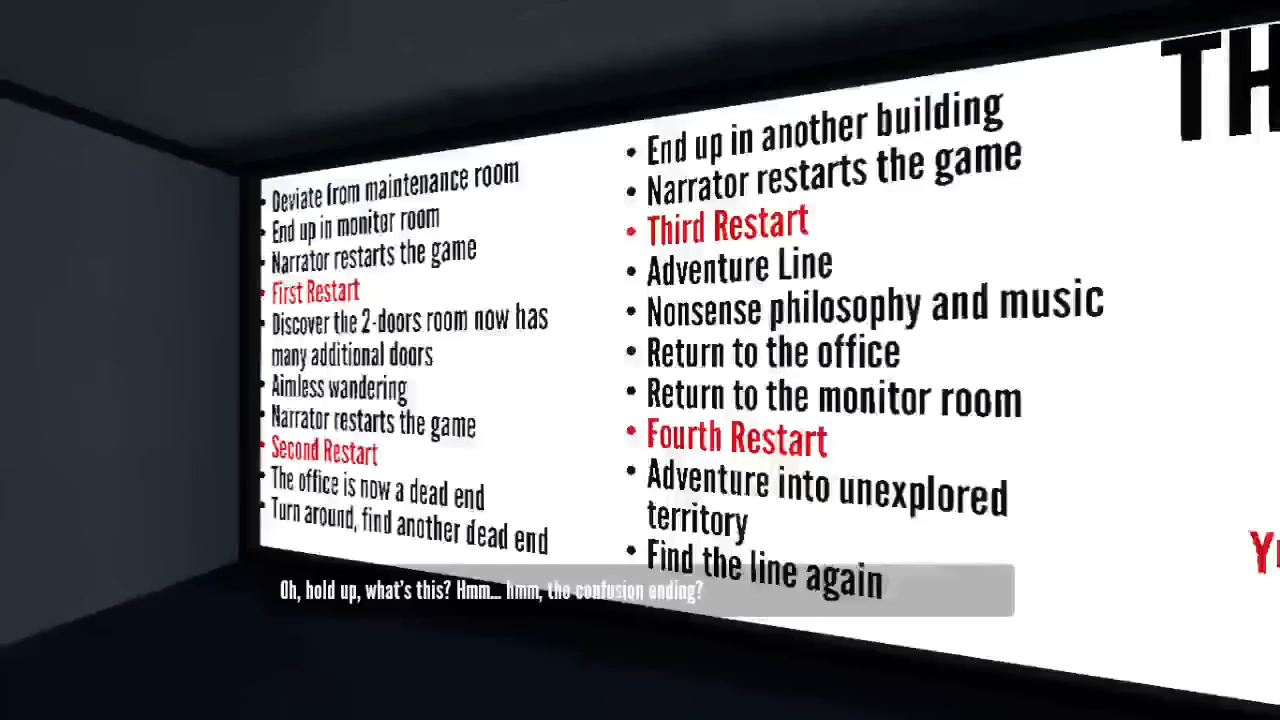 • Deviate from maintenance room
• End up in monitor room
• Narrator restarts the game
• First Restart
• Discover the 2-doors room now has
many additional doors
• Aimless wandering
• Narrator restarts the game
• Second Restart
• The office is now a dead end
• Turn around, find another dead end
• End up in another building
• Narrator restarts the game
• Third Restart
• Adventure Line
• Nonsense philosophy and music
• Return to the office
• Return to the monitor room
• Fourth Restart
• Adventure into unexplored
territory
• Find the line again
TH
Oh, hold up, what's this? Hmm... hmm, the confusion ending?